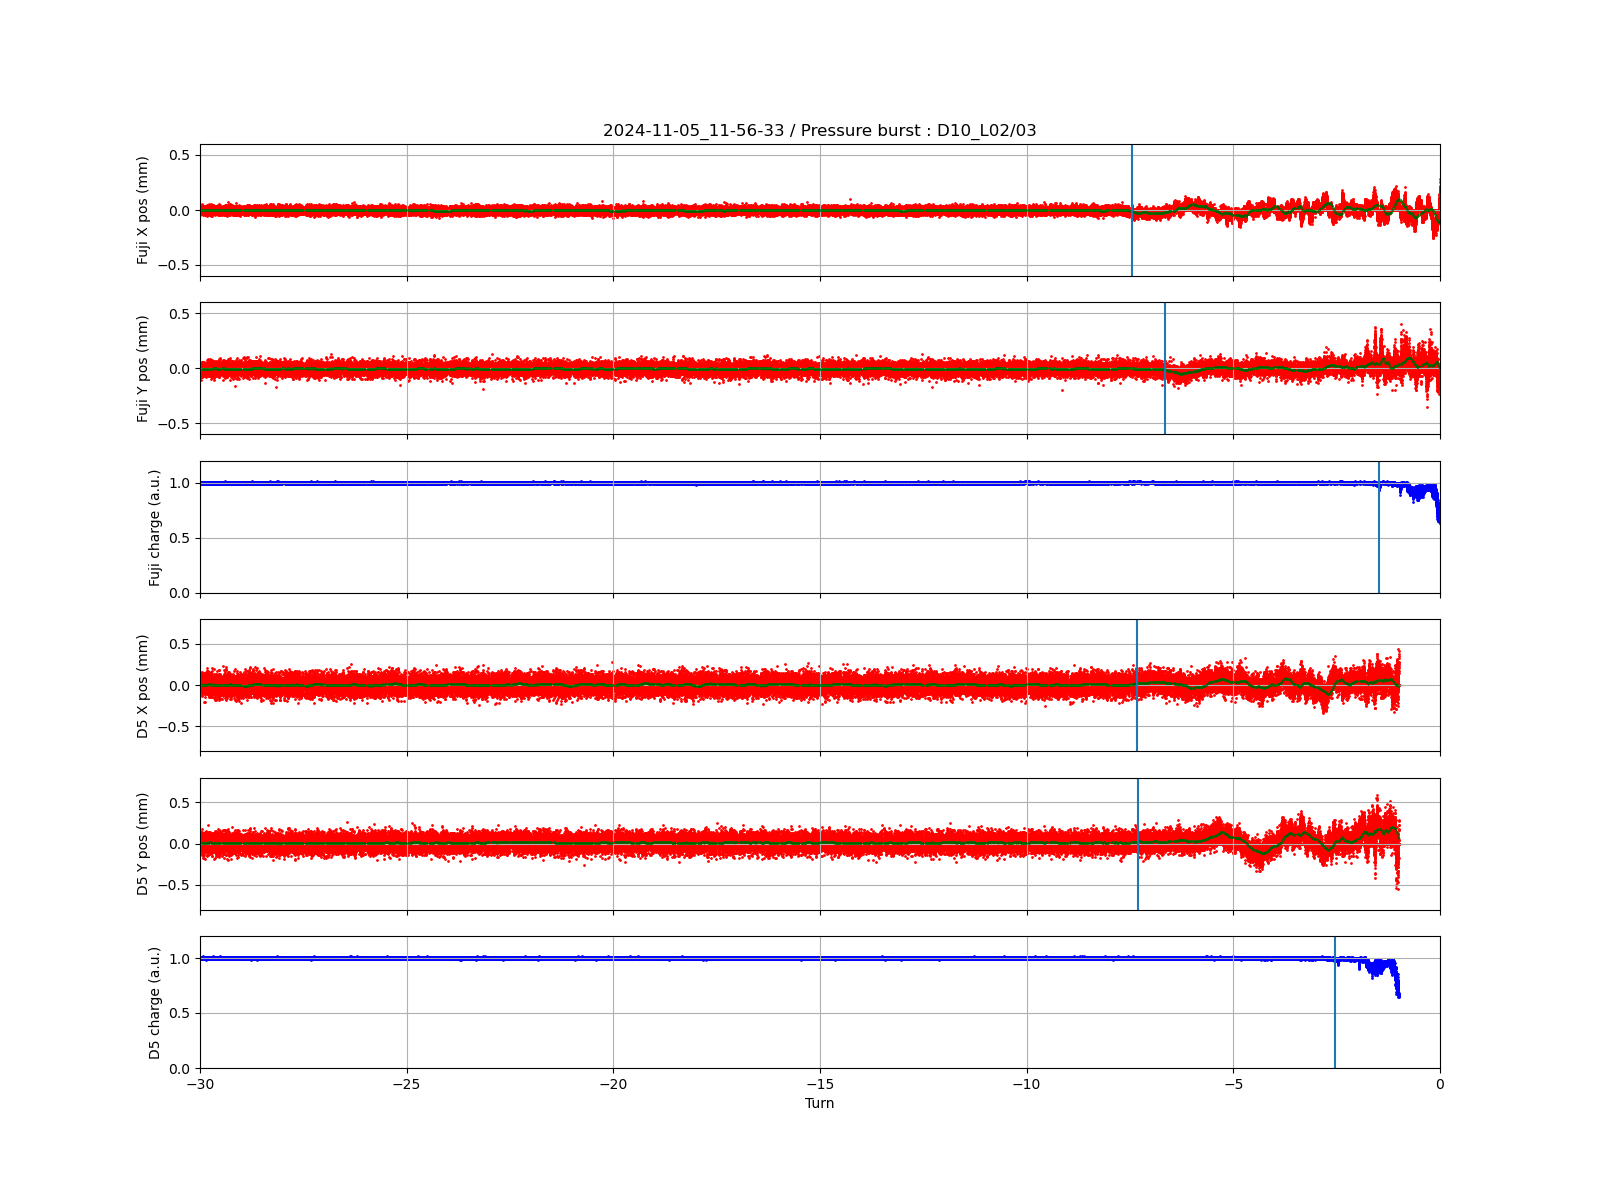 2024-11-05_11-56-33 / Pressure burst : D10_L02/03
Fuji X pos (mm)
0.5
0.0
−0.5
Fuji Y pos (mm)
0.5
0.0
−0.5
Fuji charge (a.u.)
1.0
0.5
0.0
D5 X pos (mm)
0.5
0.0
−0.5
D5 Y pos (mm)
0.5
0.0
−0.5
D5 charge (a.u.)
1.0
0.5
0.0
−30 −25 −20 −15 −10 −5 0
Turn